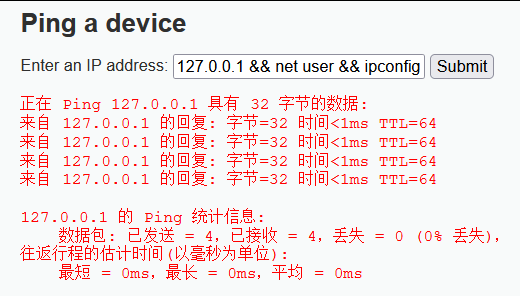 Ping a device
Enter an IP address: 127.0.0.1 && net user && ipconfig Submit
正在 Ping 127.0.0.1 具有 32 字节的数据:
来自 127.0.0.1 的回复: 字节=32 时间<1ms TTL=64
来自 127.0.0.1 的回复: 字节=32 时间<1ms TTL=64
来自 127.0.0.1 的回复: 字节=32 时间<1ms TTL=64
来自 127.0.0.1 的回复: 字节=32 时间<1ms TTL=64
127.0.0.1 的 Ping 统计信息:
数据包: 已发送 = 4，已接收 = 4，丢失 = 0 (0% 丢失)，
往返行程的估计时间(以毫秒为单位):
最短 = 0ms，最长 = 0ms，平均 = 0ms